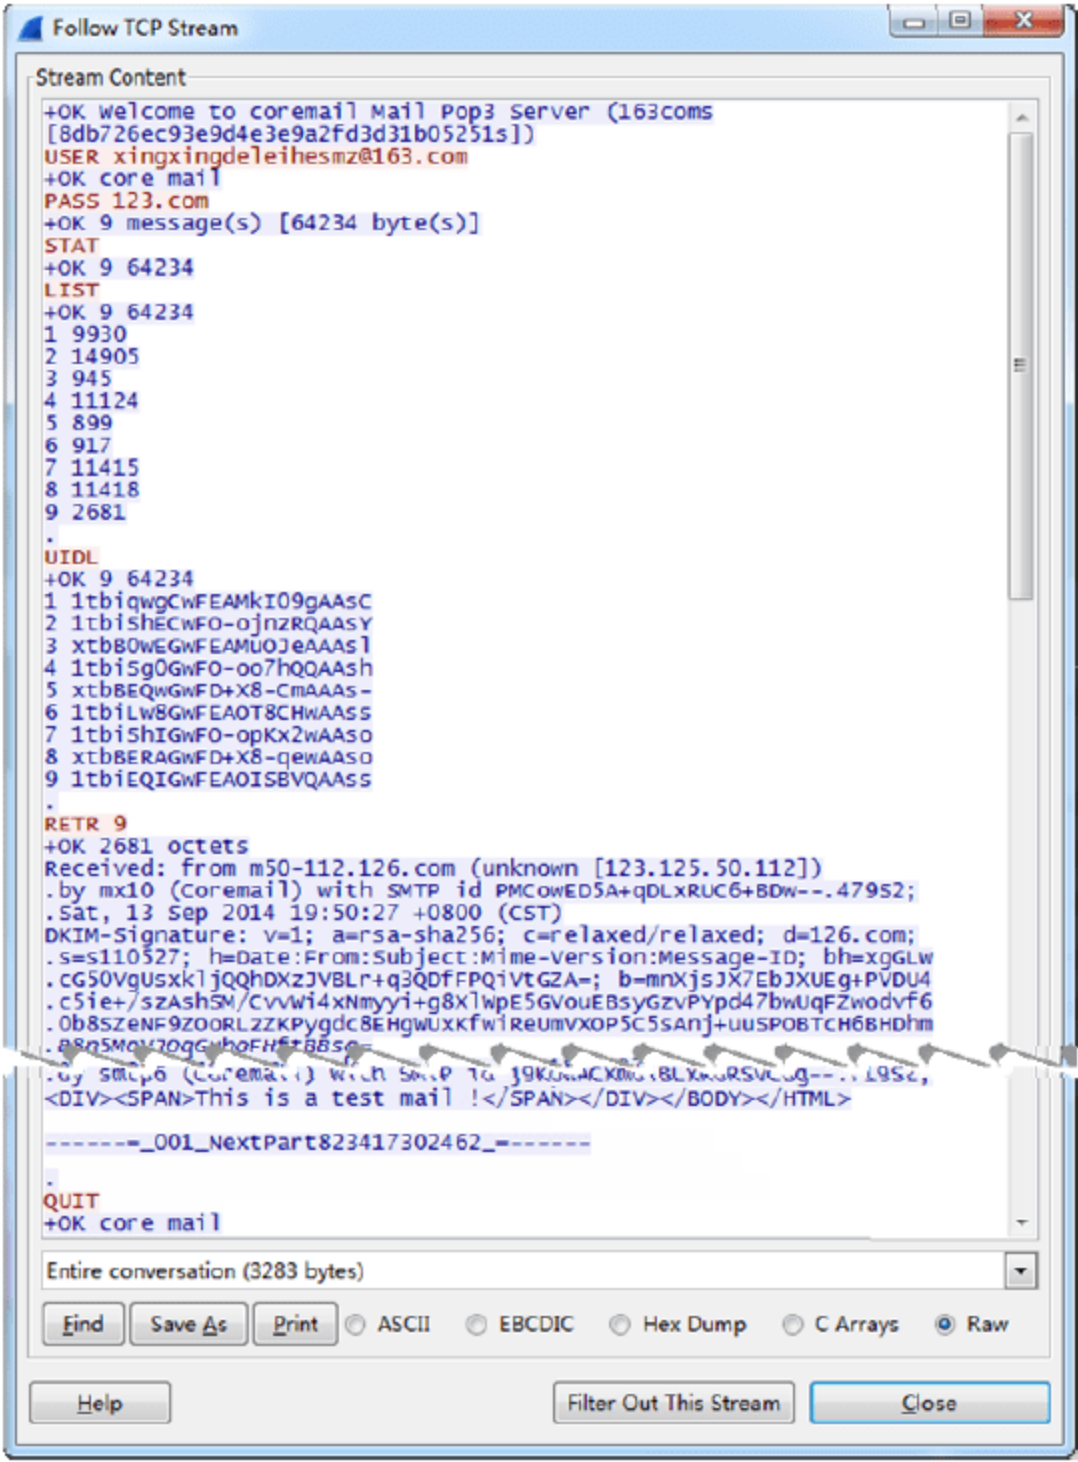 Follow TCP Stream
Stream Content
+OK Welcome to coremail Mail Pop3 Server (163coms
[8db726ec93e9d4e3e9a2fd3d31b05251s])
USER xingxingdeleihesmz@163.com
+OK core mail
PASS 123.com
+OK 9 message(s) [64234 byte(s)]
STAT
+OK 9 64234
LIST
+OK 9 64234
1 9930
2 14905
3 945
4 11124
5 899
6 917
7 11415
8 11418
9 2681
.
UIDL
+OK 9 64234
1 1tbiqwgCwFEAMkIO9gAAsC
2 1tbiShECwFO-ojnzRQAAsY
3 xtbBOwEGwFEAMuOJeAAAsl
4 1tbiSgOGwFO-oo7hQQAAsh
5 xtbBEQwGwFD+X8-CmAAAs-
6 1tbiLw8GwFEAOT8CHwAAss
7 1tbiShIGwFO-opKx2wAAso
8 xtbBERAGwFD+X8-qewAAso
9 1tbiEQIGwFEAOISBVQAAss
.
RETR 9
+OK 2681 octets
Received: from m50-112.126.com (unknown [123.125.50.112])
.by mx10 (Coremail) with SMTP id PMCowED5A+qDLxRUC6+BDw--.479S2;
.Sat, 13 Sep 2014 19:50:27 +0800 (CST)
DKIM-Signature: v=1; a=rsa-sha256; c=relaxed/relaxed; d=126.com;
.s=s110527; h=Date:From:Subject:Mime-Version:Message-ID; bh=xgGLw
.cG50VgUsxkljQQhDXzJVBLr+q3QDfFPQiVtGZA=; b=mnXjsJX7EbJXUEg+PVDU4
.c5ie+/szAshSM/CvvWi4xNmyyi+g8XlWpE5GVouEBsyGzvPYpd47bwUqFZwodvf6
.Ob8SZeNF9ZOORLzZKPygdc8EHgWUxKfwiReUmVXOP5C5sAnj+uuSPOBTcH6BHDhm
<DIV><SPAN>This is a test mail !</SPAN></DIV></BODY></HTML>
------=_001_NextPart823417302462_=------
.
QUIT
+OK core mail
Entire conversation (3283 bytes)
Find Save As Print ASCII EBCDIC Hex Dump C Arrays Raw
Help Filter Out This Stream Close